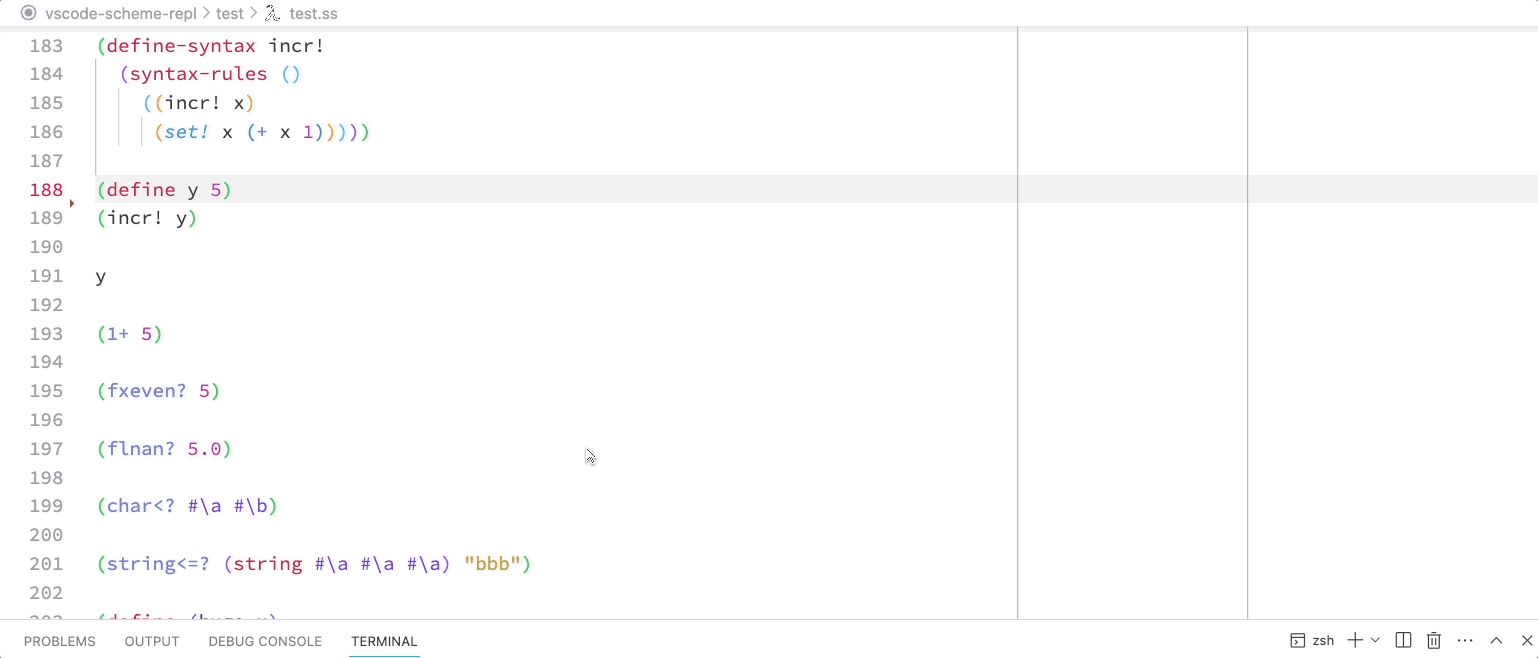 vscode-scheme-repl > test > test.ss
183 (define-syntax incr!
184 (syntax-rules ()
185 ((incr! x)
186 (set! x (+ x 1)))))
187
188 (define y 5)
189 (incr! y)
190
191 y
192
193 (1+ 5)
194
195 (fxeven? 5)
196
197 (flnan? 5.0)
198
199 (char<? #\a #\b)
200
201 (string<=? (string #\a #\a #\a) "bbb")
202
PROBLEMS OUTPUT DEBUG CONSOLE TERMINAL zsh